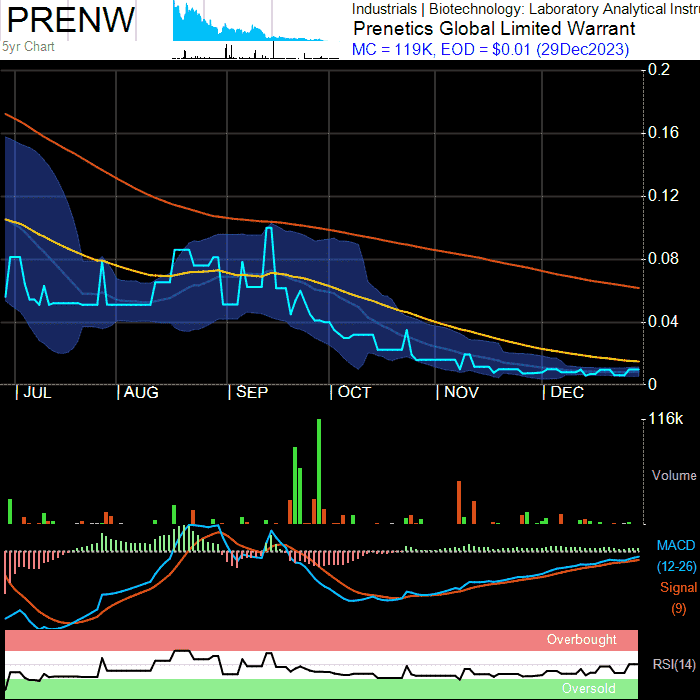 PRENW
5yr Chart
Industrials | Biotechnology: Laboratory Analytical Instru
Prenetics Global Limited Warrant
MC = 119K, EOD = $0.01 (29Dec2023)
0.2
0.16
0.12
0.08
0.04
0
JUL AUG SEP OCT NOV DEC
116k
Volume
MACD
(12-26)
Signal
(9)
Overbought
RSI(14)
Oversold